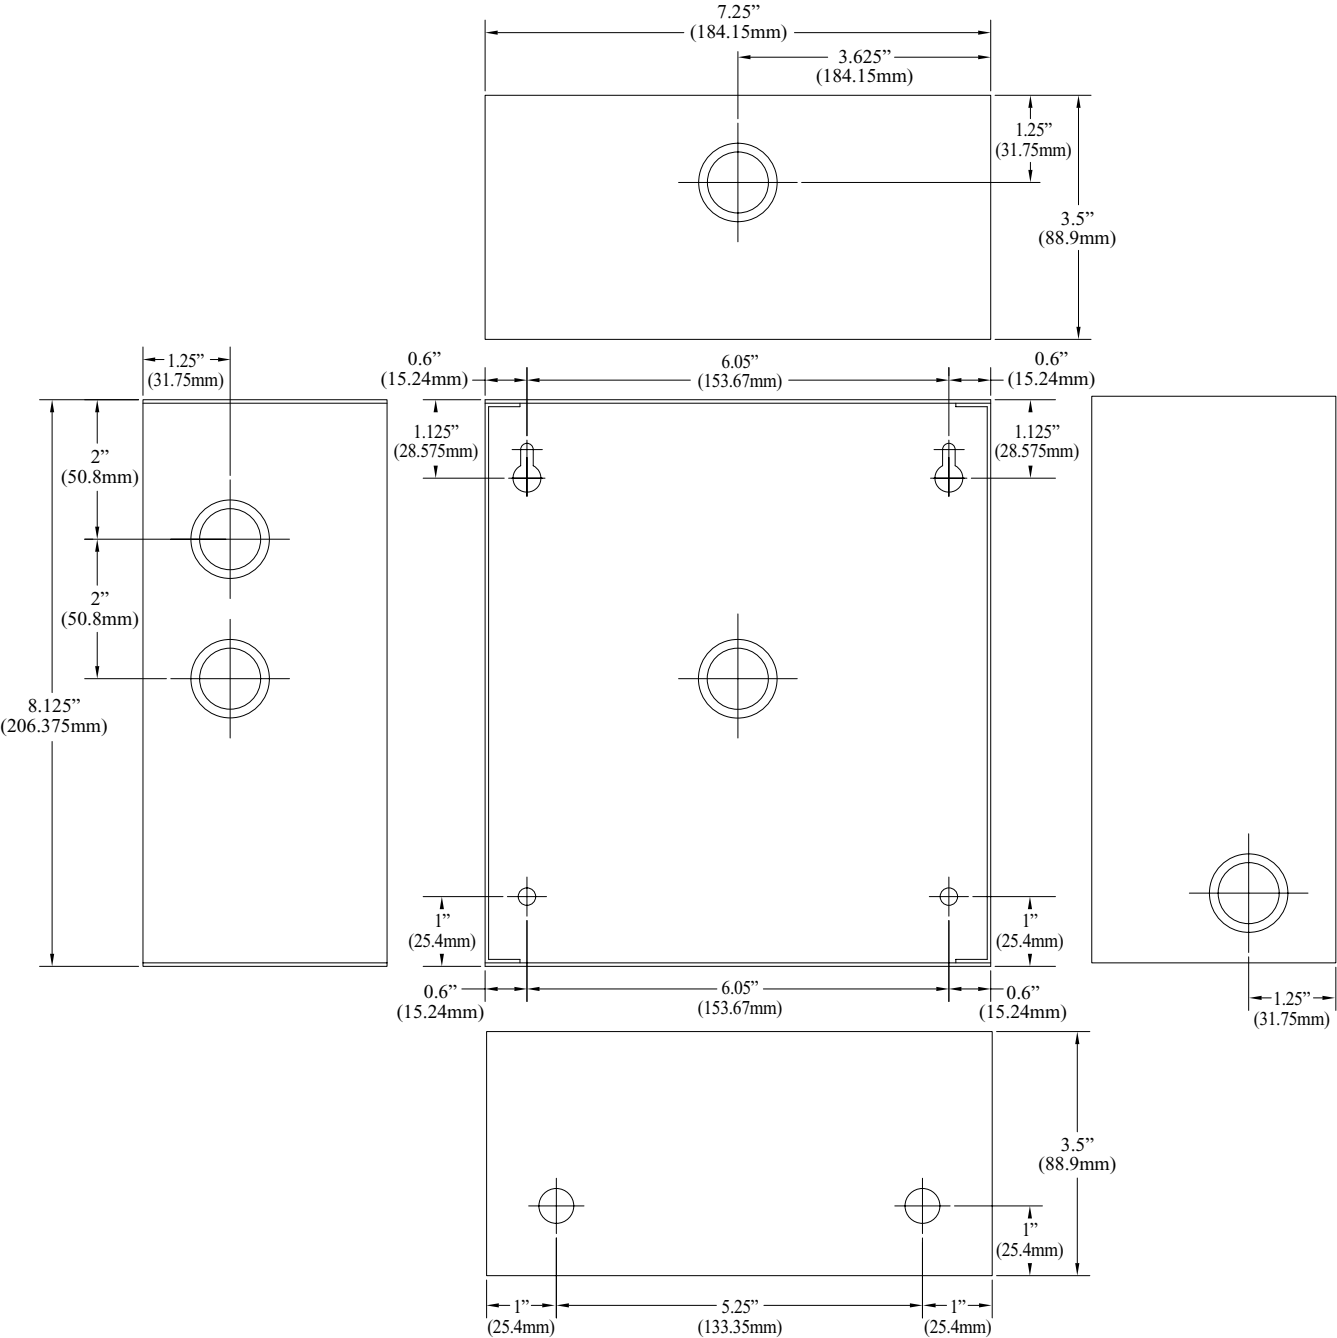 7.25”
(184.15mm)
3.625”
(184.15mm)
1.25”
(31.75mm)
3.5”
(88.9mm)
1.25”
(31.75mm)
0.6”
(15.24mm)
6.05”
(153.67mm)
0.6”
(15.24mm)
1.125”
(28.575mm)
1.125”
(28.575mm)
2”
(50.8mm)
2”
(50.8mm)
8.125”
(206.375mm)
1”
(25.4mm)
1”
(25.4mm)
0.6”
(15.24mm)
6.05”
(153.67mm)
0.6”
(15.24mm)
1.25”
(31.75mm)
3.5”
(88.9mm)
1”
(25.4mm)
1”
(25.4mm)
5.25”
(133.35mm)
1”
(25.4mm)